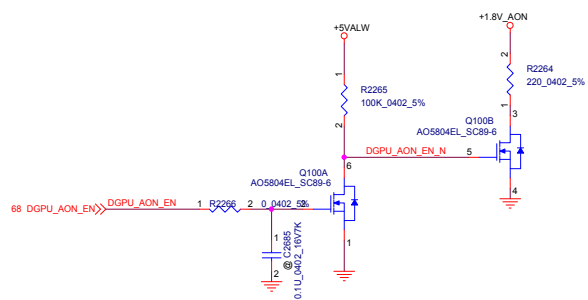 +5VALW
+1.8V_AON
1
R2265
100K_0402_5%
2
2
R2264
220_0402_5%
1
3
Q100B
AO5804EL_SC89-6
DGPU_AON_EN_N
5
4
6
Q100A
AO5804EL_SC89-6
68 DGPU_AON_EN
DGPU_AON_EN
1
R2266
2
0_0402_5%
2
1
1
2
@ C2685
0.1U_0402_16V7K